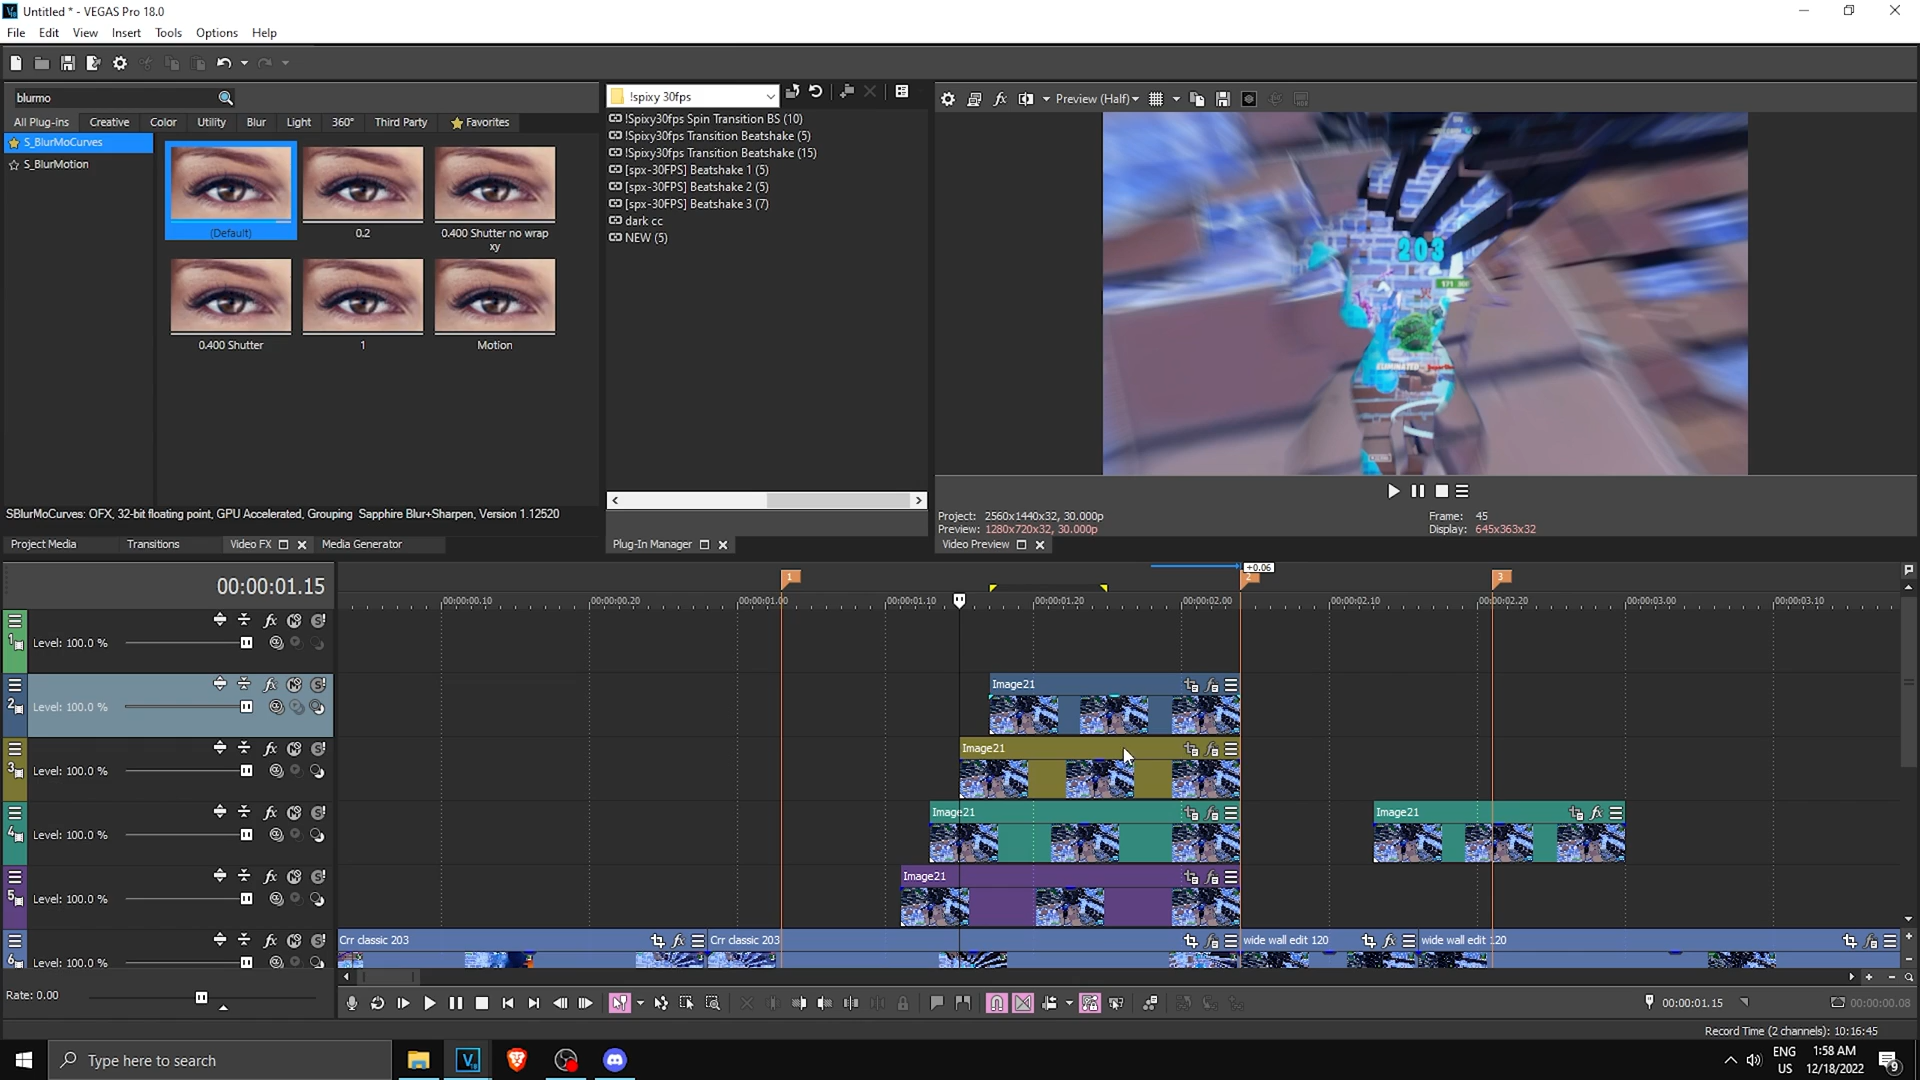 Untitled * - VEGAS Pro 18.0
File Edit View Insert Tools Options Help
blurmo
All Plug-ins Creative Color Utility Blur Light 360° Third Party Favorites
S_BlurMoCurves
S_BlurMotion
(Default)
0.2
0.400 Shutter no wrap
xy
0.400 Shutter
1
Motion
SBlurMoCurves: OFX, 32-bit floating point, GPU Accelerated, Grouping Sapphire Blur+Sharpen, Version 1.12520
Project Media Transitions Video FX Media Generator
!spixy 30fps
!Spixy30fps Spin Transition BS (10)
!Spixy30fps Transition Beatshake (5)
!Spixy30fps Transition Beatshake (15)
[spx-30FPS] Beatshake 1 (5)
[spx-30FPS] Beatshake 2 (5)
[spx-30FPS] Beatshake 3 (7)
dark cc
NEW (5)
Plug-In Manager
Preview (Half)
203
ELIMINATED
Project: 2560x1440x32, 30.000p
Preview: 1280x720x32, 30.000p
Frame: 45
Display: 645x363x32
Video Preview
00:00:01.15
1
+0.06
2
3
00:00:00.10 00:00:00.20 00:00:01.00 00:00:01.10 00:00:01.20 00:00:02.00 00:00:02.10 00:00:02.20 00:00:03.00 00:00:03.10
1 Level: 100.0 %
2 Level: 100.0 %
Image21
3 Level: 100.0 %
Image21
4 Level: 100.0 %
Image21
Image21
5 Level: 100.0 %
Image21
6 Level: 100.0 %
Crr classic 203
Crr classic 203
wide wall edit 120
wide wall edit 120
Rate: 0.00
00:00:01.15
00:00:00.08
Record Time (2 channels): 10:16:45
Type here to search
ENG
US
1:58 AM
12/18/2022
9